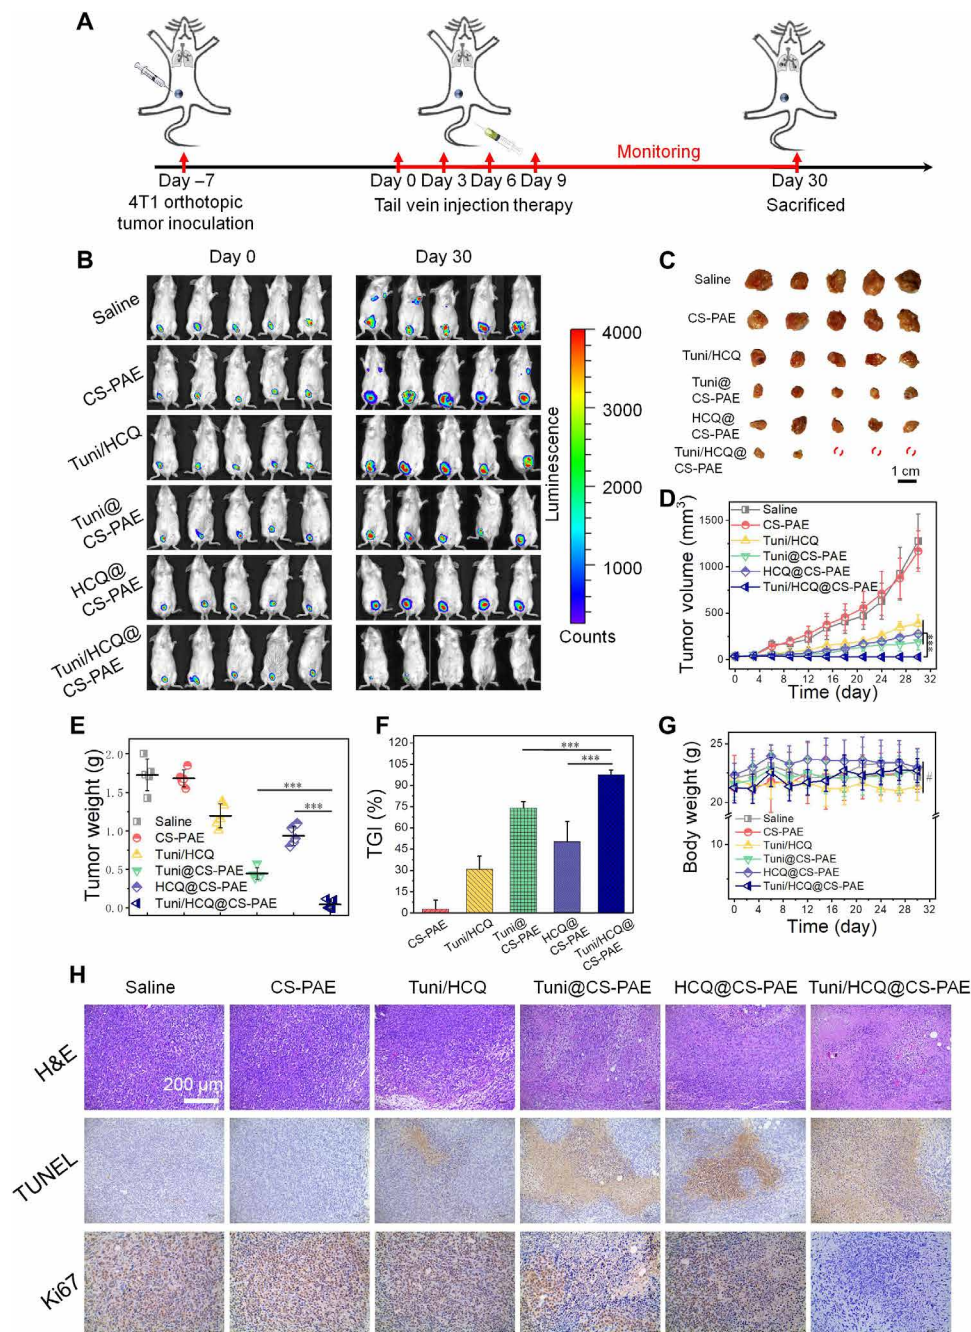 A
Monitoring
Day –7
Day 0
Day 3
Day 6
Day 9
Day 30
4T1 orthotopic
tumor inoculation
Tail vein injection therapy
Sacrificed
B
Day 0
Day 30
Saline
CS-PAE
Tuni/HCQ
Tuni@
CS-PAE
HCQ@
CS-PAE
Tuni/HCQ@
CS-PAE
4000
3000
2000
1000
Luminescence
Counts
C
Saline
CS-PAE
Tuni/HCQ
Tuni@
CS-PAE
HCQ@
CS-PAE
Tuni/HCQ@
CS-PAE
1 cm
D
Tumor volume (mm³)
1500
1000
500
0
Saline
CS-PAE
Tuni/HCQ
Tuni@CS-PAE
HCQ@CS-PAE
Tuni/HCQ@CS-PAE
***
0 4 8 12 16 20 24 28 32
Time (day)
E
Tumor weight (g)
2.0
1.5
1.0
0.5
0.0
***
***
Saline
CS-PAE
Tuni/HCQ
Tuni@CS-PAE
HCQ@CS-PAE
Tuni/HCQ@CS-PAE
F
TGI (%)
120
105
90
75
60
45
30
15
0
***
***
CS-PAE
Tuni/HCQ
Tuni@
CS-PAE
HCQ@
CS-PAE
Tuni/HCQ@
CS-PAE
G
Body weight (g)
25
20
10
#
Saline
CS-PAE
Tuni/HCQ
Tuni@CS-PAE
HCQ@CS-PAE
Tuni/HCQ@CS-PAE
0 4 8 12 16 20 24 28 32
Time (day)
H
Saline
CS-PAE
Tuni/HCQ
Tuni@CS-PAE
HCQ@CS-PAE
Tuni/HCQ@CS-PAE
H&E
200 μm
TUNEL
Ki67